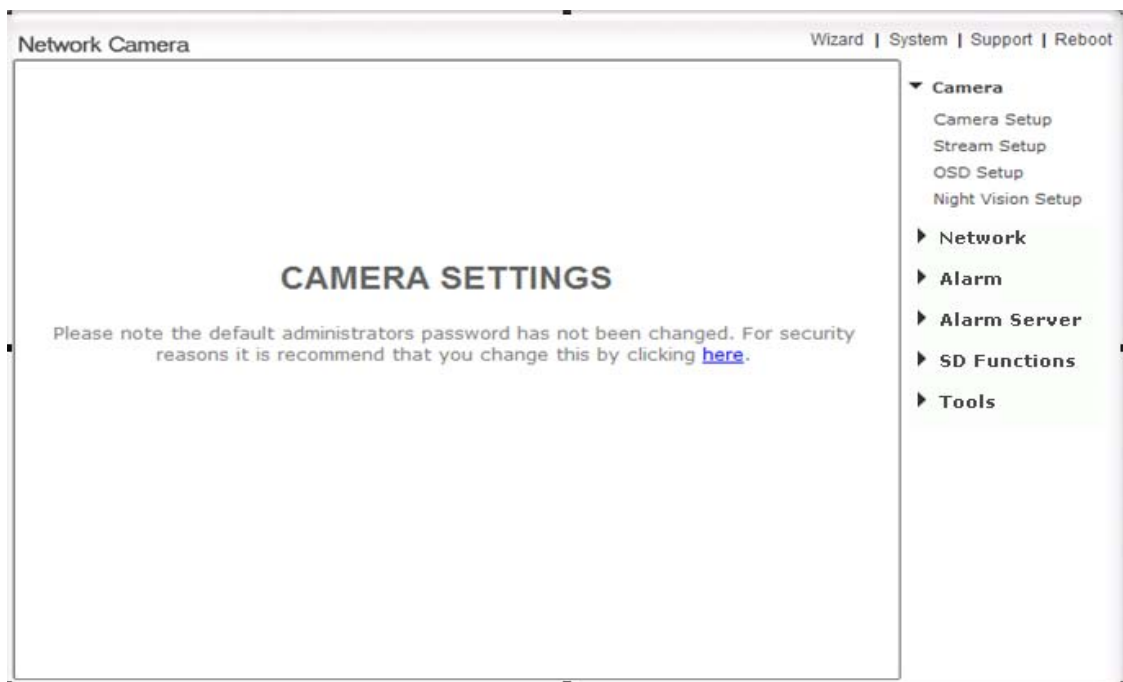 Network Camera
Wizard | System | Support | Reboot
CAMERA SETTINGS
Please note the default administrators password has not been changed. For security
reasons it is recommend that you change this by clicking here.
Camera
Camera Setup
Stream Setup
OSD Setup
Night Vision Setup
Network
Alarm
Alarm Server
SD Functions
Tools